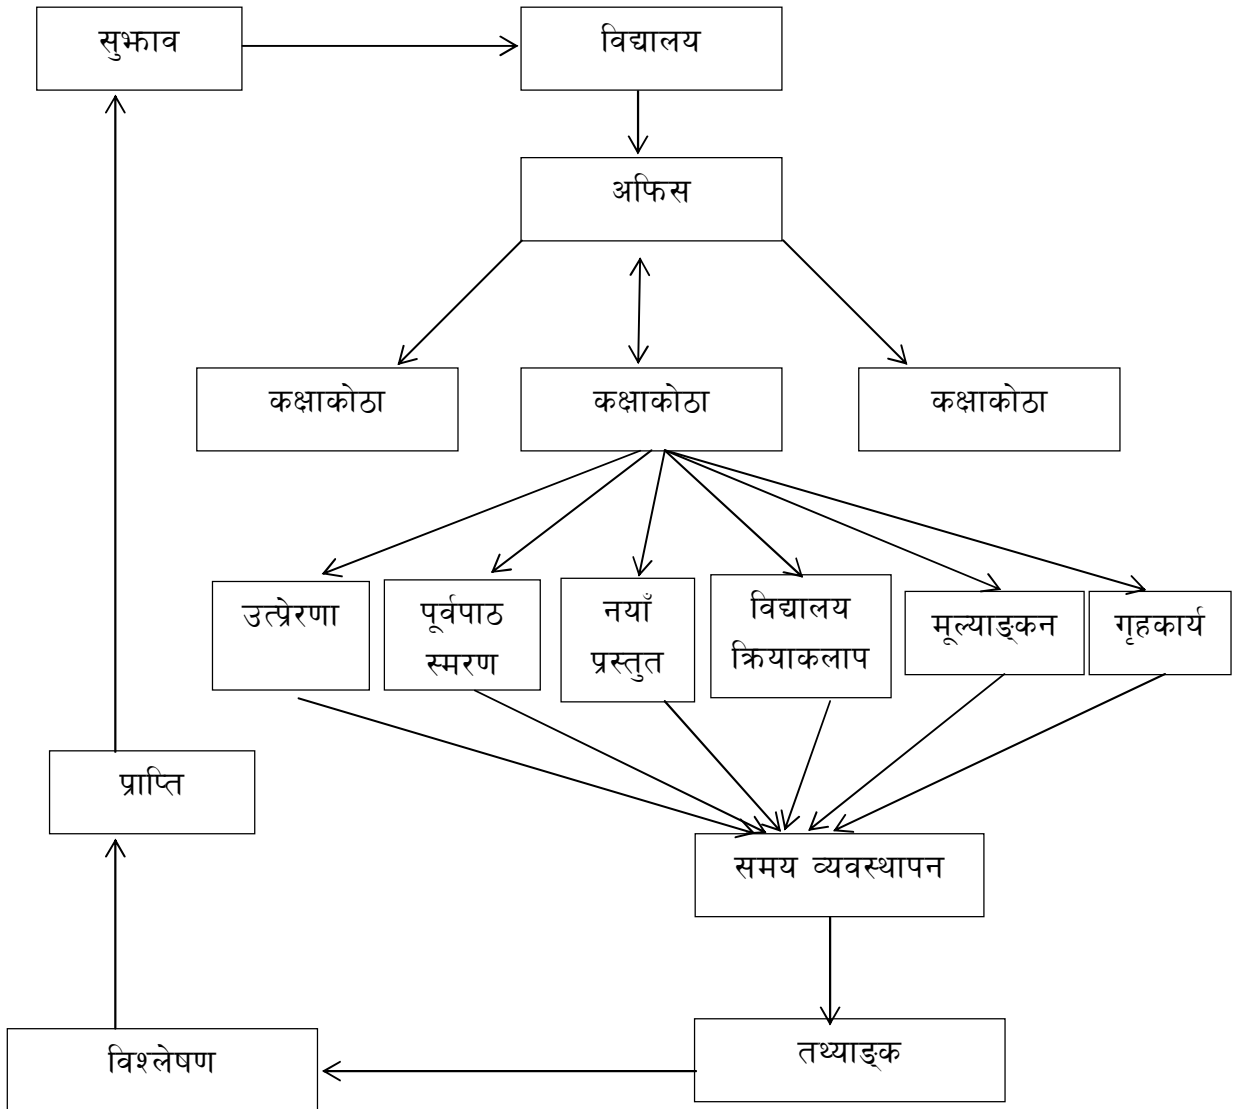 सुझाव
विद्यालय
अफिस
कक्षाकोठा
कक्षाकोठा
कक्षाकोठा
उत्प्रेरणा
पूर्वपाठ
स्मरण
नयाँ
प्रस्तुत
विद्यालय
क्रियाकलाप
मूल्याङ्कन
गृहकार्य
प्राप्ति
समय व्यवस्थापन
विश्लेषण
तथ्याङ्क